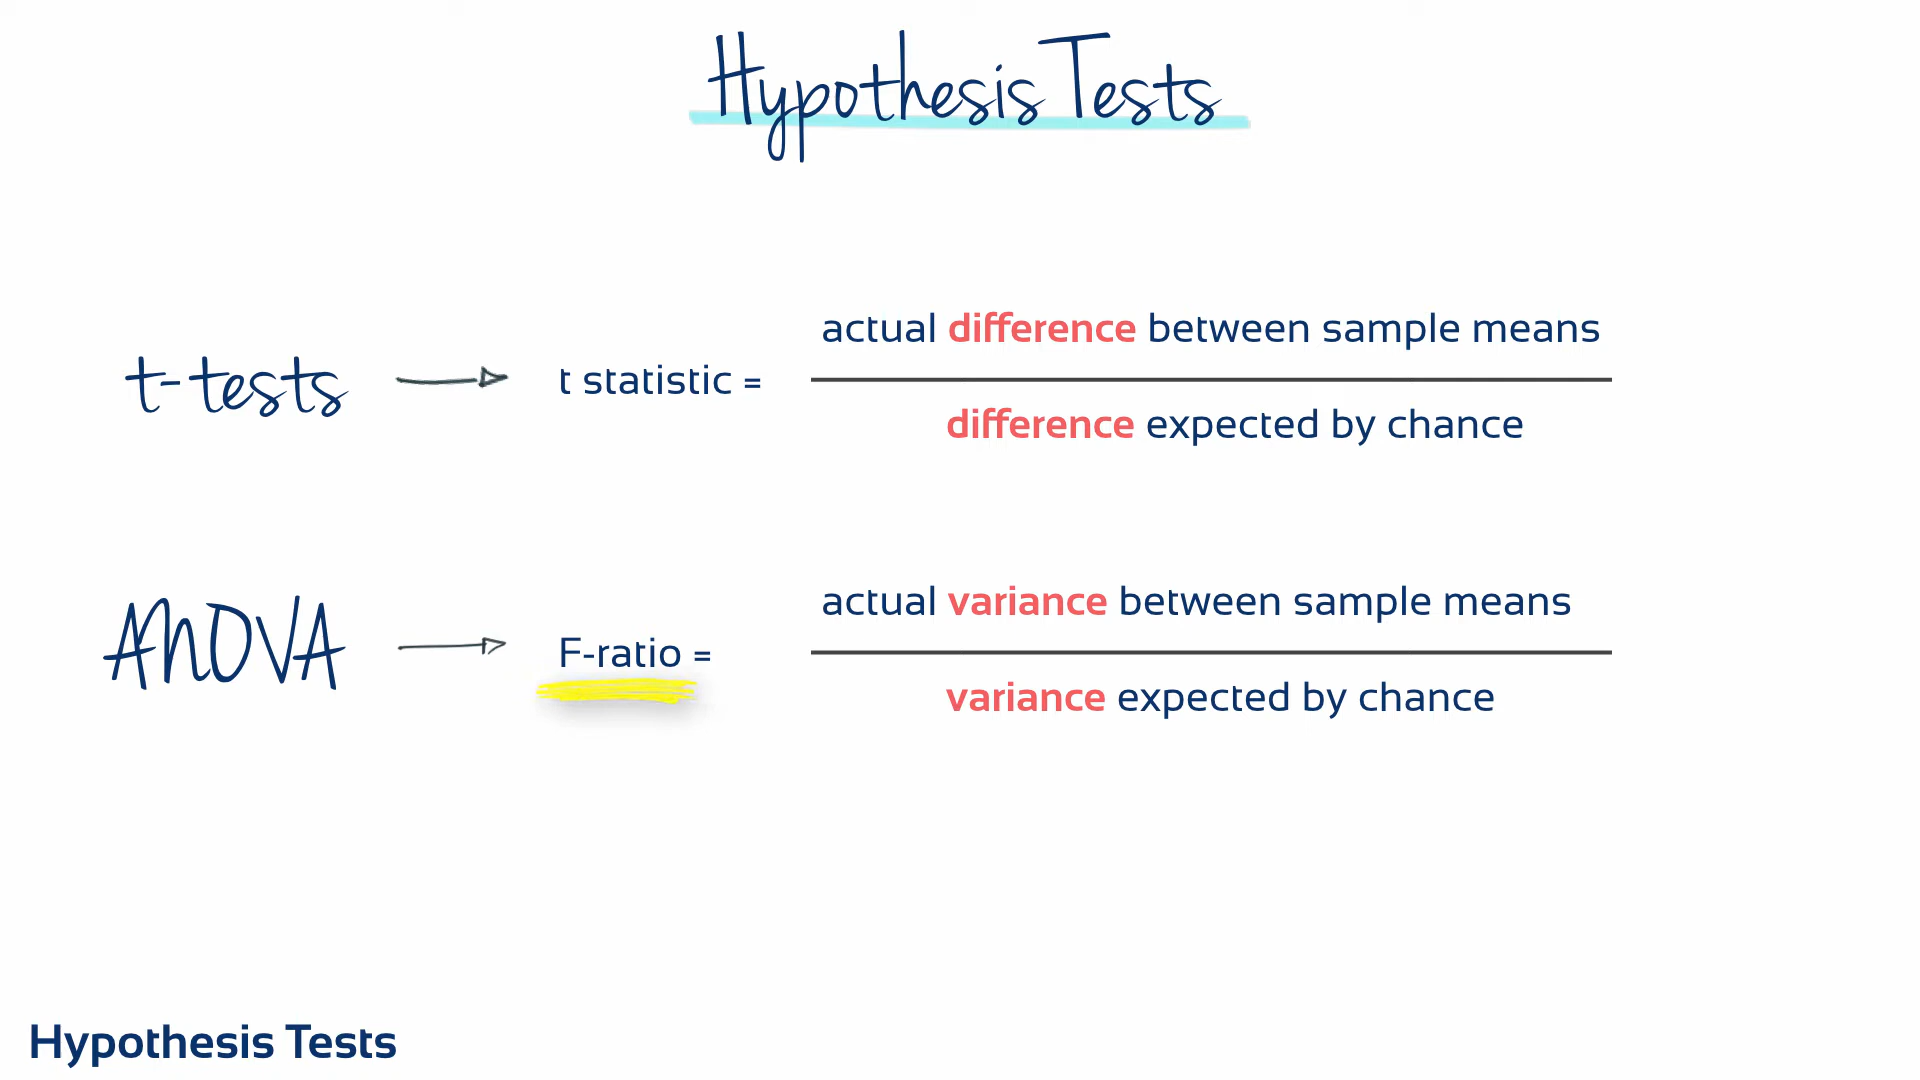 Hypothesis Tests
t-tests
t statistic =
actual difference between sample means
difference expected by chance
ANOVA
F-ratio =
actual variance between sample means
variance expected by chance
Hypothesis Tests